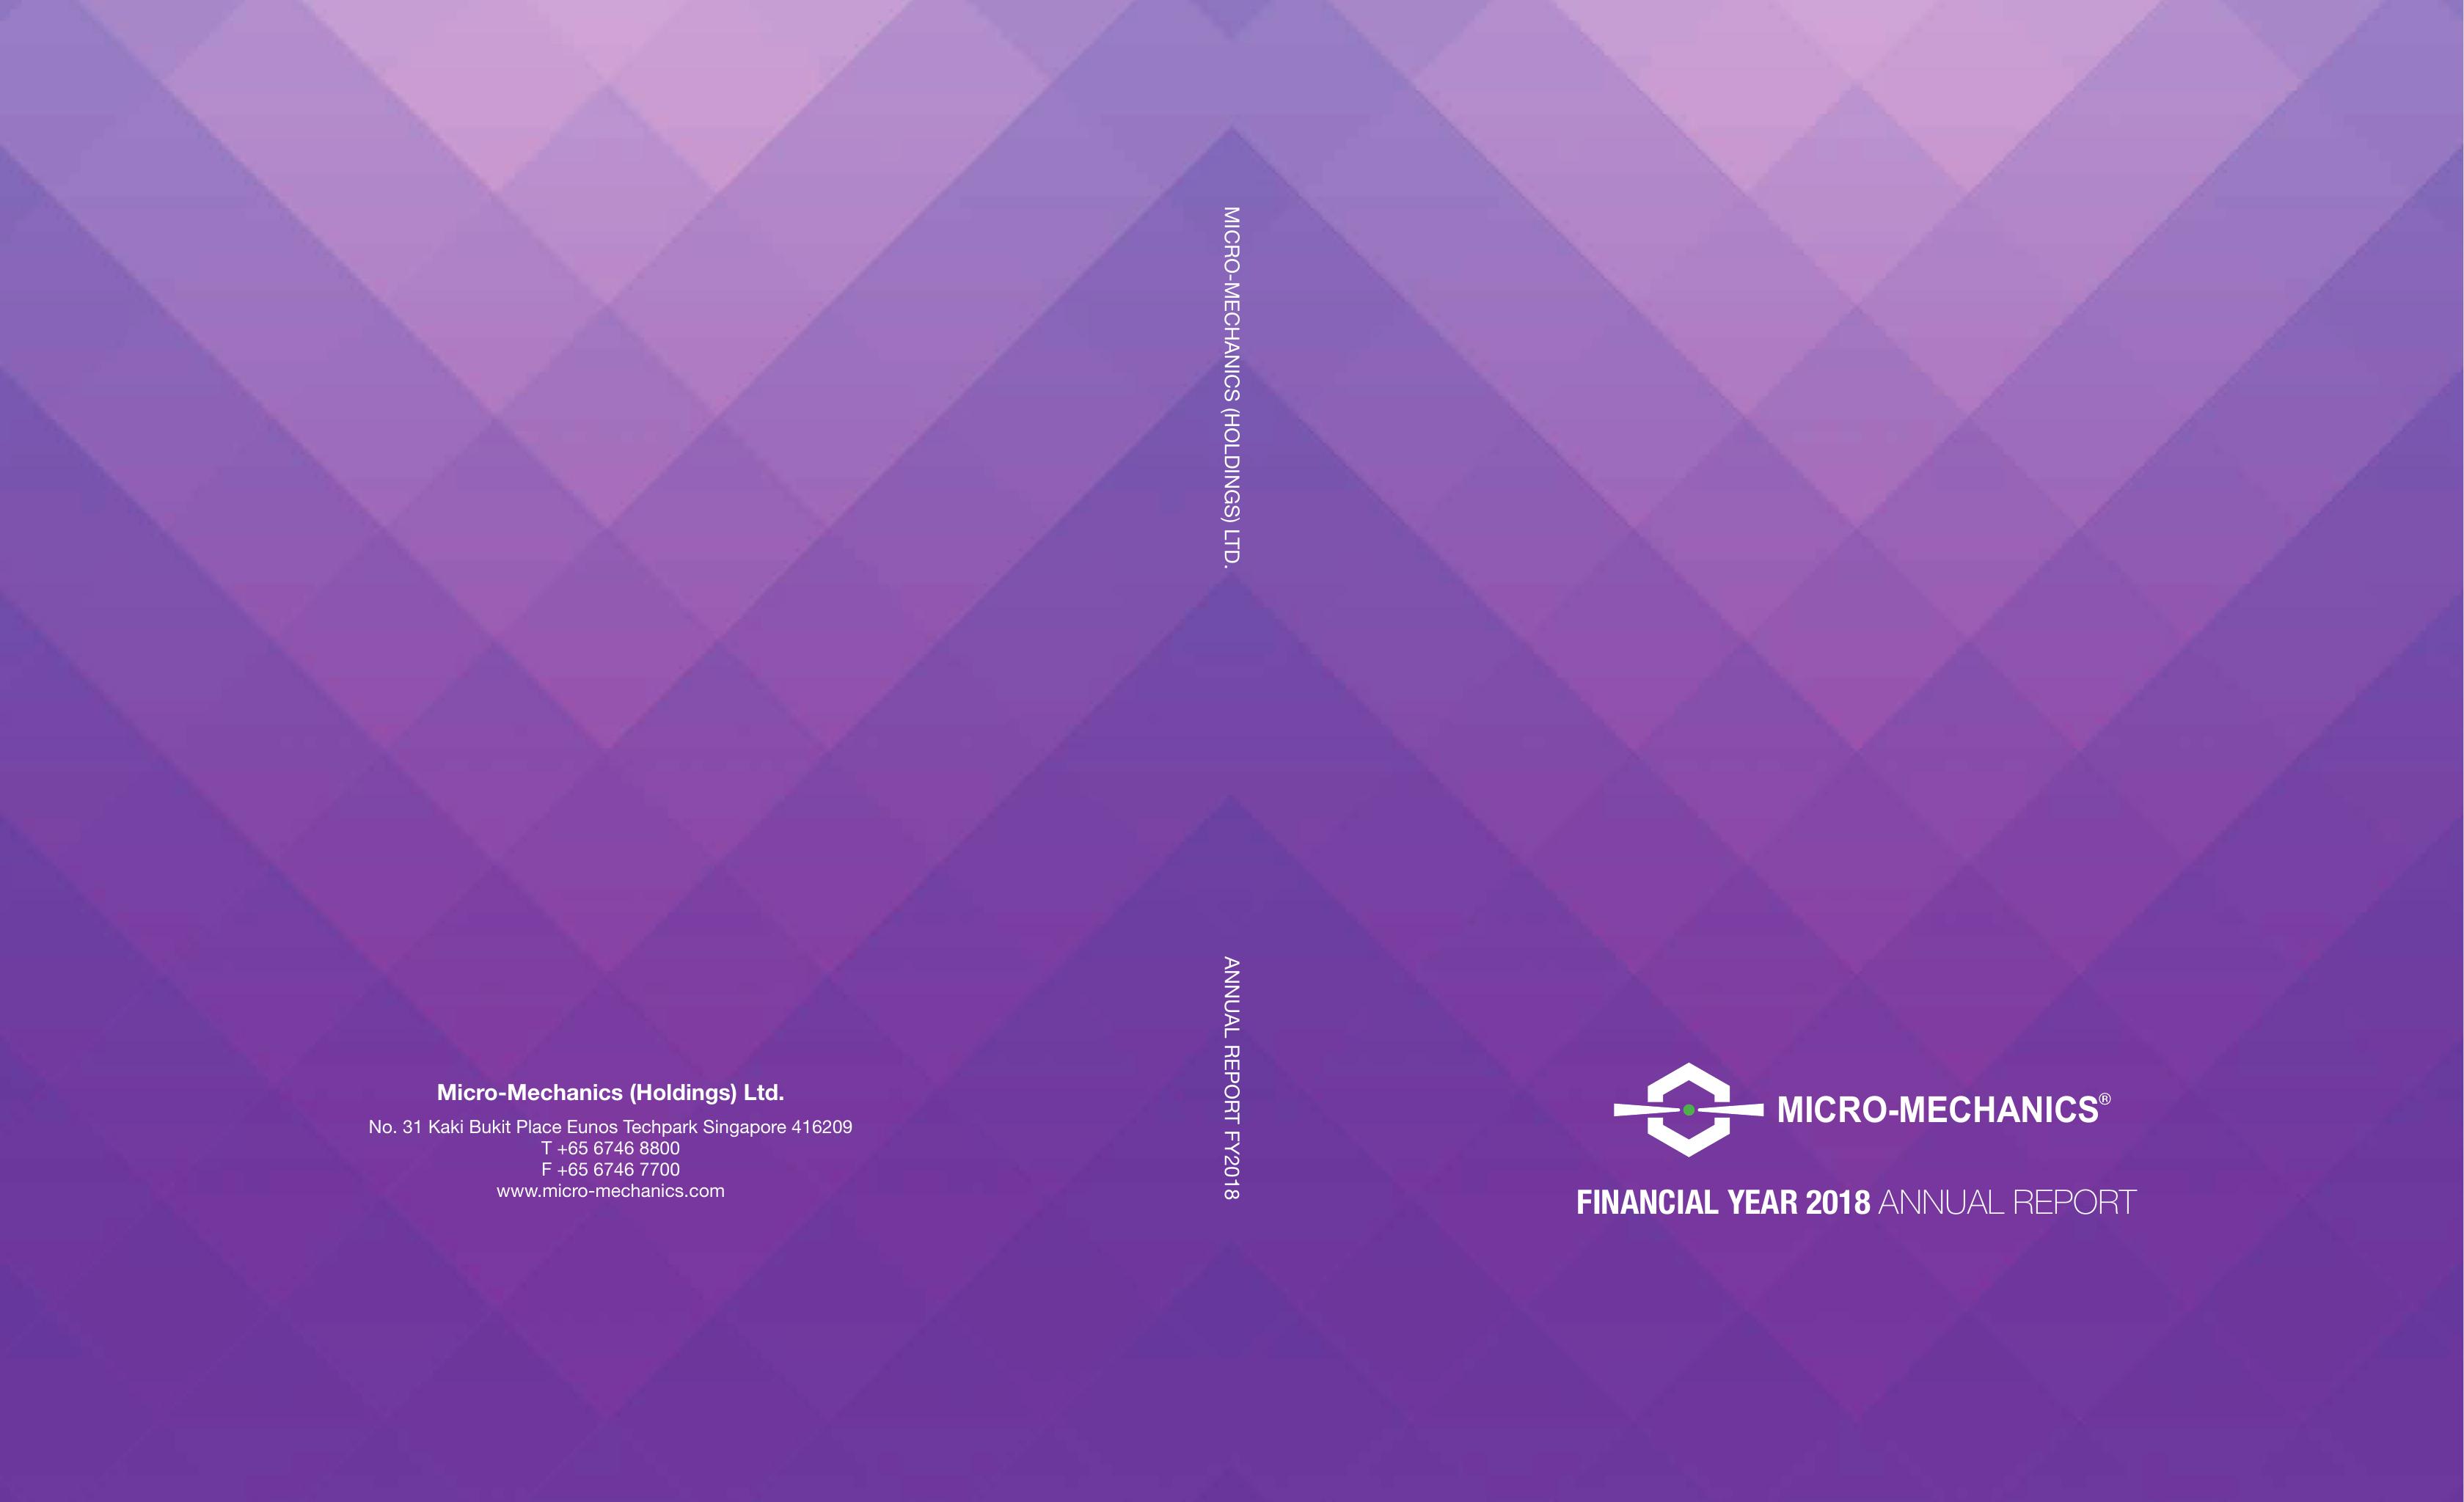 Micro-Mechanics (Holdings) Ltd.
No. 31 Kaki Bukit Place Eunos Techpark Singapore 416209
T +65 6746 8800
F +65 6746 7700
www.micro-mechanics.com
MICRO-MECHANICS (HOLDINGS) LTD.
ANNUAL REPORT FY2018
MICRO-MECHANICS®
FINANCIAL YEAR 2018 ANNUAL REPORT